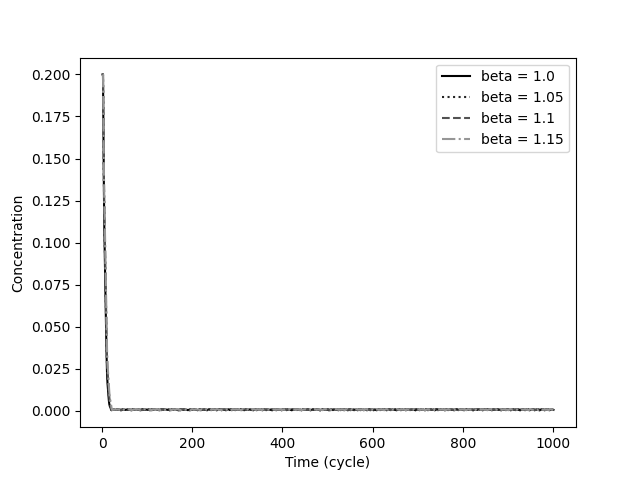 beta = 1.0
beta = 1.05
beta = 1.1
beta = 1.15
0.200
0.175
0.150
0.125
0.100
0.075
0.050
0.025
0.000
Concentration
0 200 400 600 800 1000
Time (cycle)